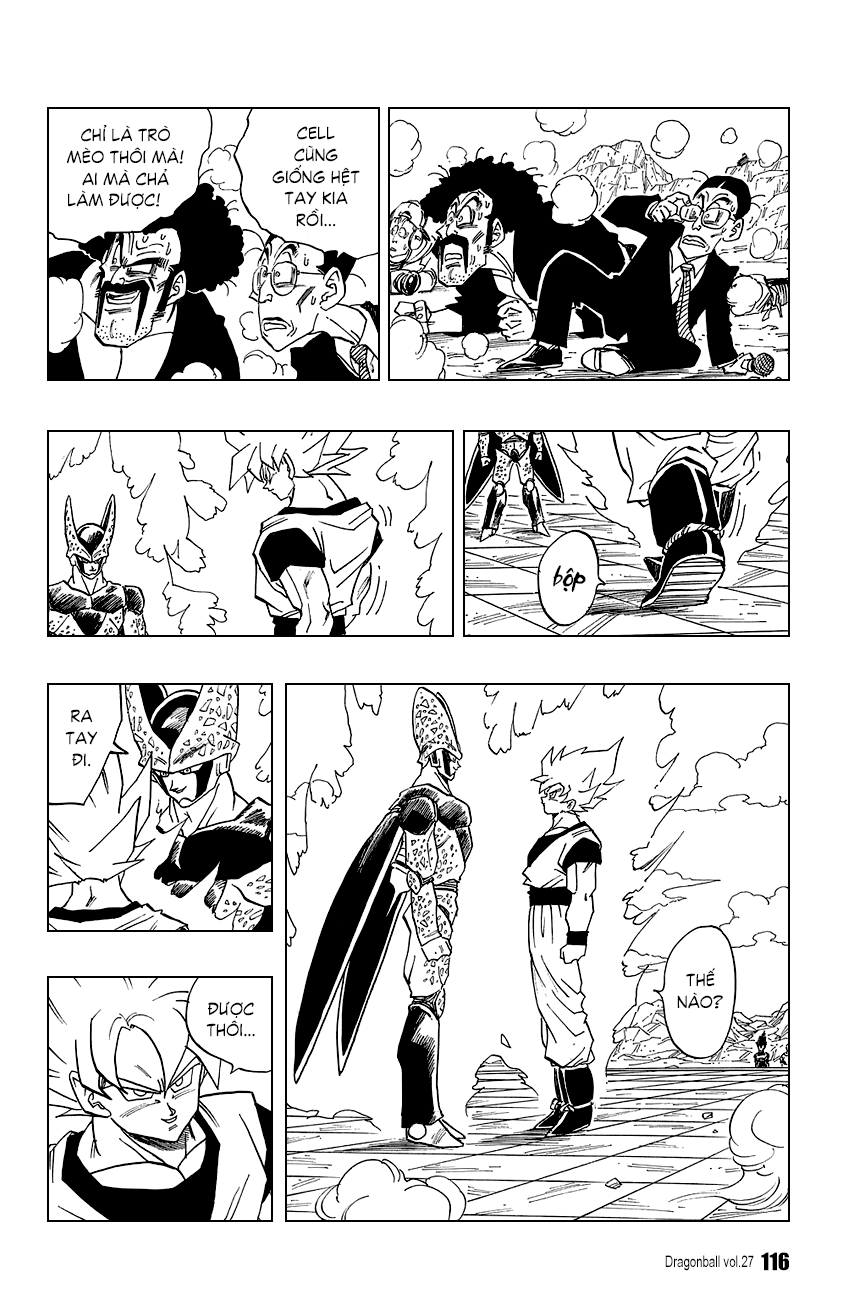 CELL
CŨNG
GIỐNG HỆT
TAY KIA
RỒI...
CHỈ LÀ TRÒ
MÈO THÔI MÀ!
AI MÀ CHẢ
LÀM ĐƯỢC!
bộp
THẾ
NÀO?
RA
TAY
ĐI.
ĐƯỢC
THÔI...
Dragonball vol.27 116